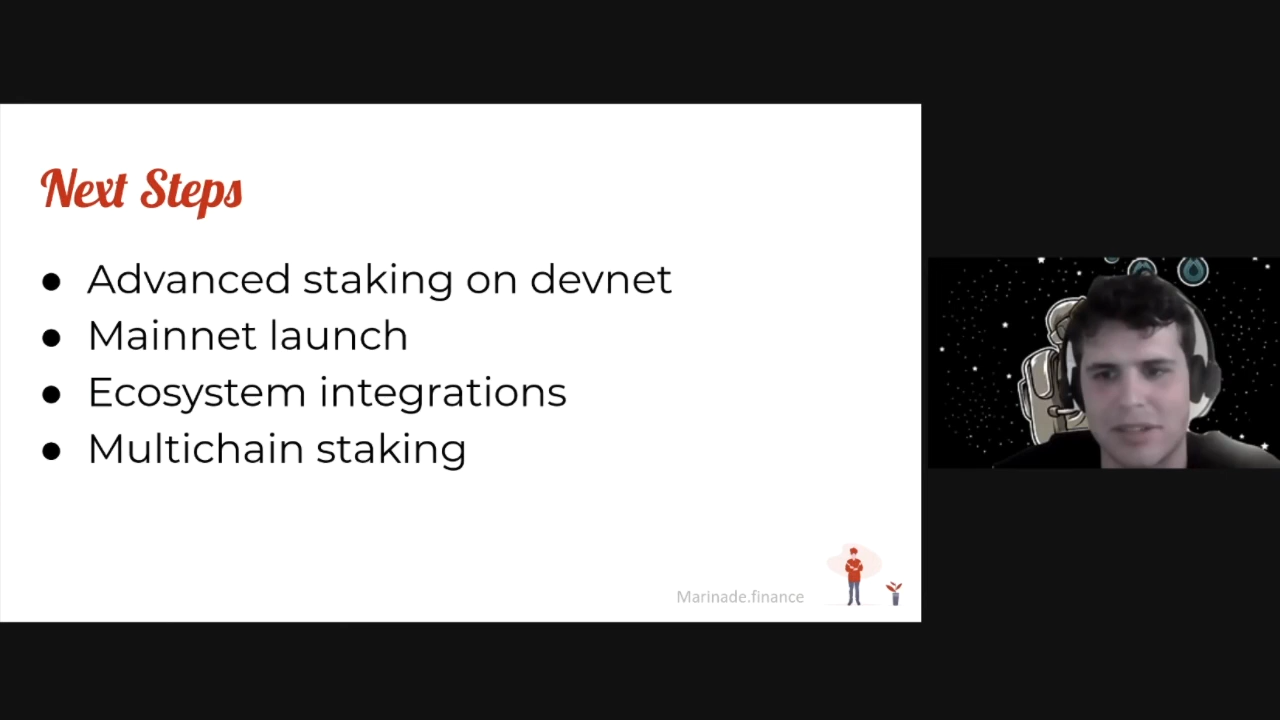 Next Steps
● Advanced staking on devnet
● Mainnet launch
● Ecosystem integrations
● Multichain staking
Marinade.finance